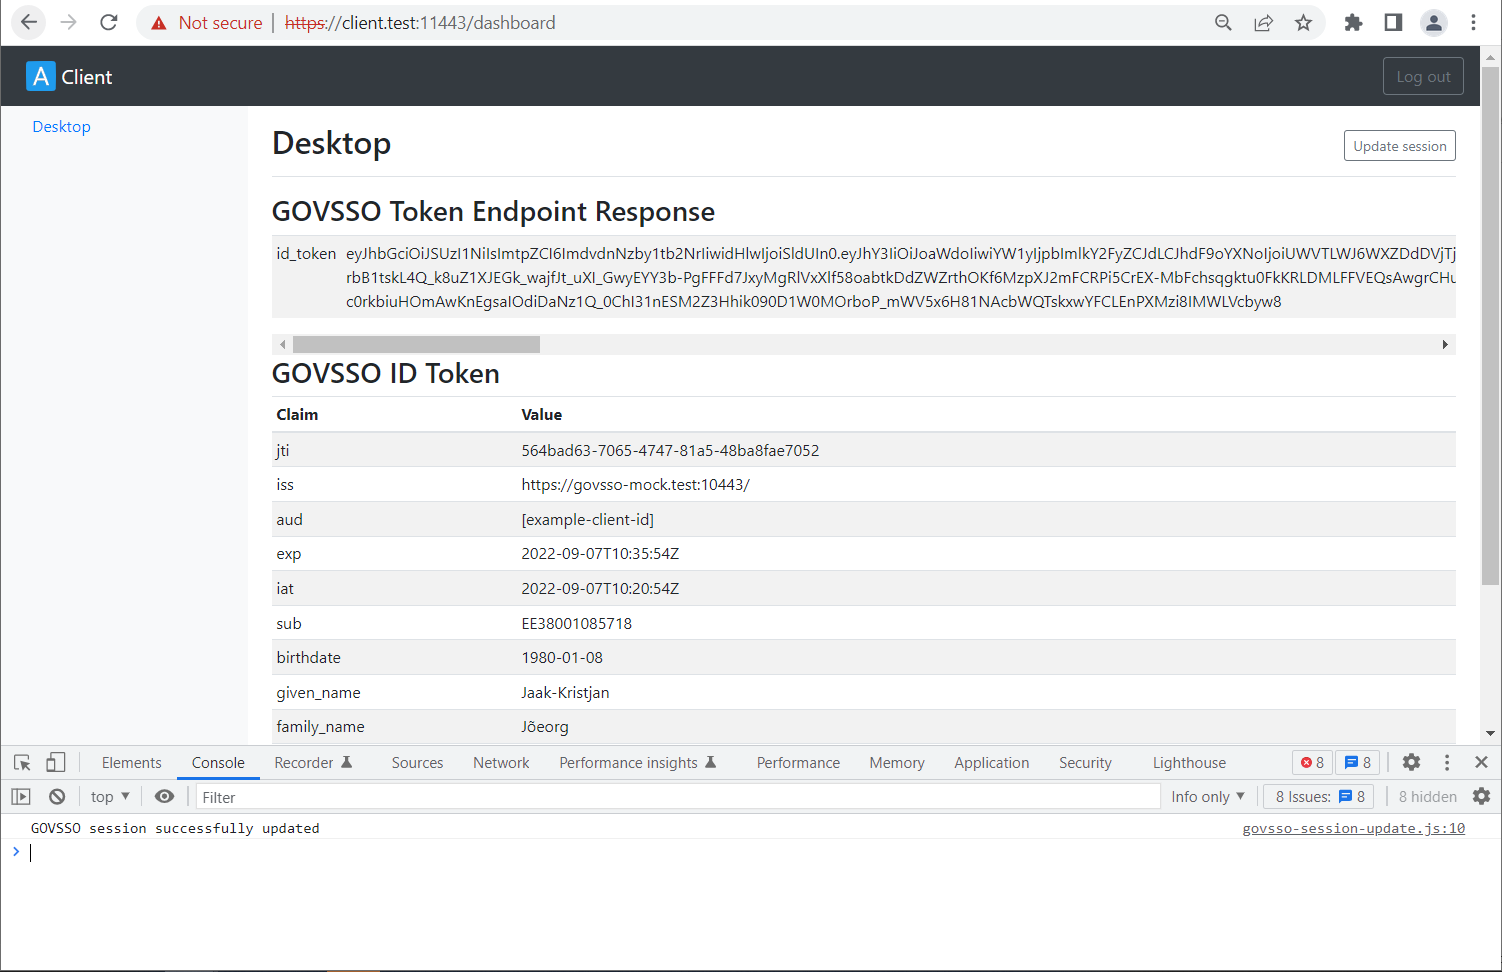 Not secure | https://client.test:11443/dashboard
A Client
Log out
Desktop
Desktop
Update session
GOVSSO Token Endpoint Response
id_token eyJhbGciOiJSUzI1NiIsImtpZCI6ImdvdnNzby1tb2NrIiwidHlwIjoiSldUIn0.eyJhY3IiOiJoaWdoIiwiYW1yIjpbImlkY2FyZCJdLCJhdF9oYXNoIjoiUWVTLWJ6WXZDdDVjTj
rbB1tskL4Q_k8uZ1XJEGk_wajfJt_uXI_GwyEYY3b-PgFFFd7JxyMgRlVxXlf58oabtkDdZWZrthOKf6MzpXJ2mFCRPi5CrEX-MbFchsqgktu0FkKRLDMLFFVEQsAwgrCHu
c0rkbiuHOmAwKnEgsaIOdiDaNz1Q_0ChI31nESM2Z3Hhik090D1W0MOrboP_mWV5x6H81NAcbWQTskxwYFCLEnPXMzi8IMWLVcbyw8
GOVSSO ID Token
Claim Value
jti 564bad63-7065-4747-81a5-48ba8fae7052
iss https://govsso-mock.test:10443/
aud [example-client-id]
exp 2022-09-07T10:35:54Z
iat 2022-09-07T10:20:54Z
sub EE38001085718
birthdate 1980-01-08
given_name Jaak-Kristjan
family_name Jõeorg
Elements Console Recorder Sources Network Performance insights Performance Memory Application Security Lighthouse 8 8
top Filter Info only 8 Issues: 8 8 hidden
GOVSSO session successfully updated govsso-session-update.js:10